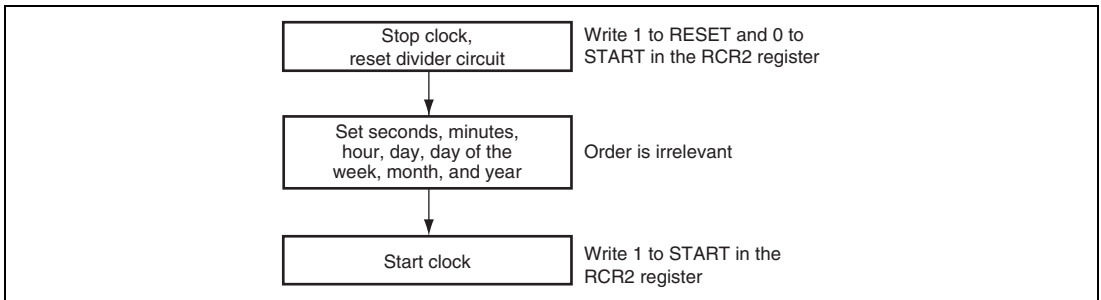 Stop clock,
reset divider circuit
Write 1 to RESET and 0 to
START in the RCR2 register
Set seconds, minutes,
hour, day, day of the
week, month, and year
Order is irrelevant
Start clock
Write 1 to START in the
RCR2 register